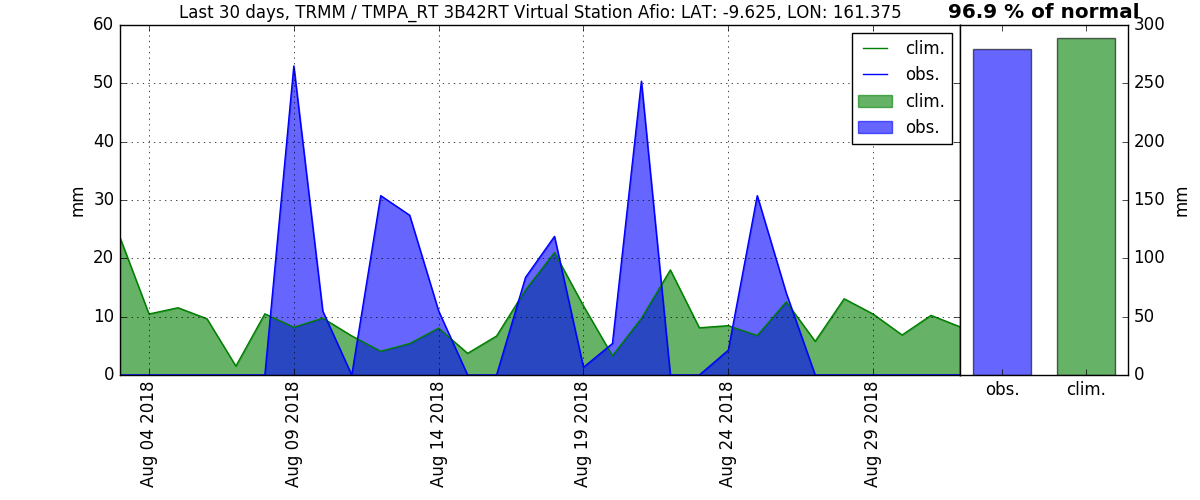 Last 30 days, TRMM / TMPA_RT 3B42RT Virtual Station Afio: LAT: -9.625, LON: 161.375
96.9 % of normal
60
50
40
30
20
10
0
mm
clim.
obs.
clim.
obs.
300
250
200
150
100
50
0
mm
Aug 04 2018
Aug 09 2018
Aug 14 2018
Aug 19 2018
Aug 24 2018
Aug 29 2018
obs.
clim.